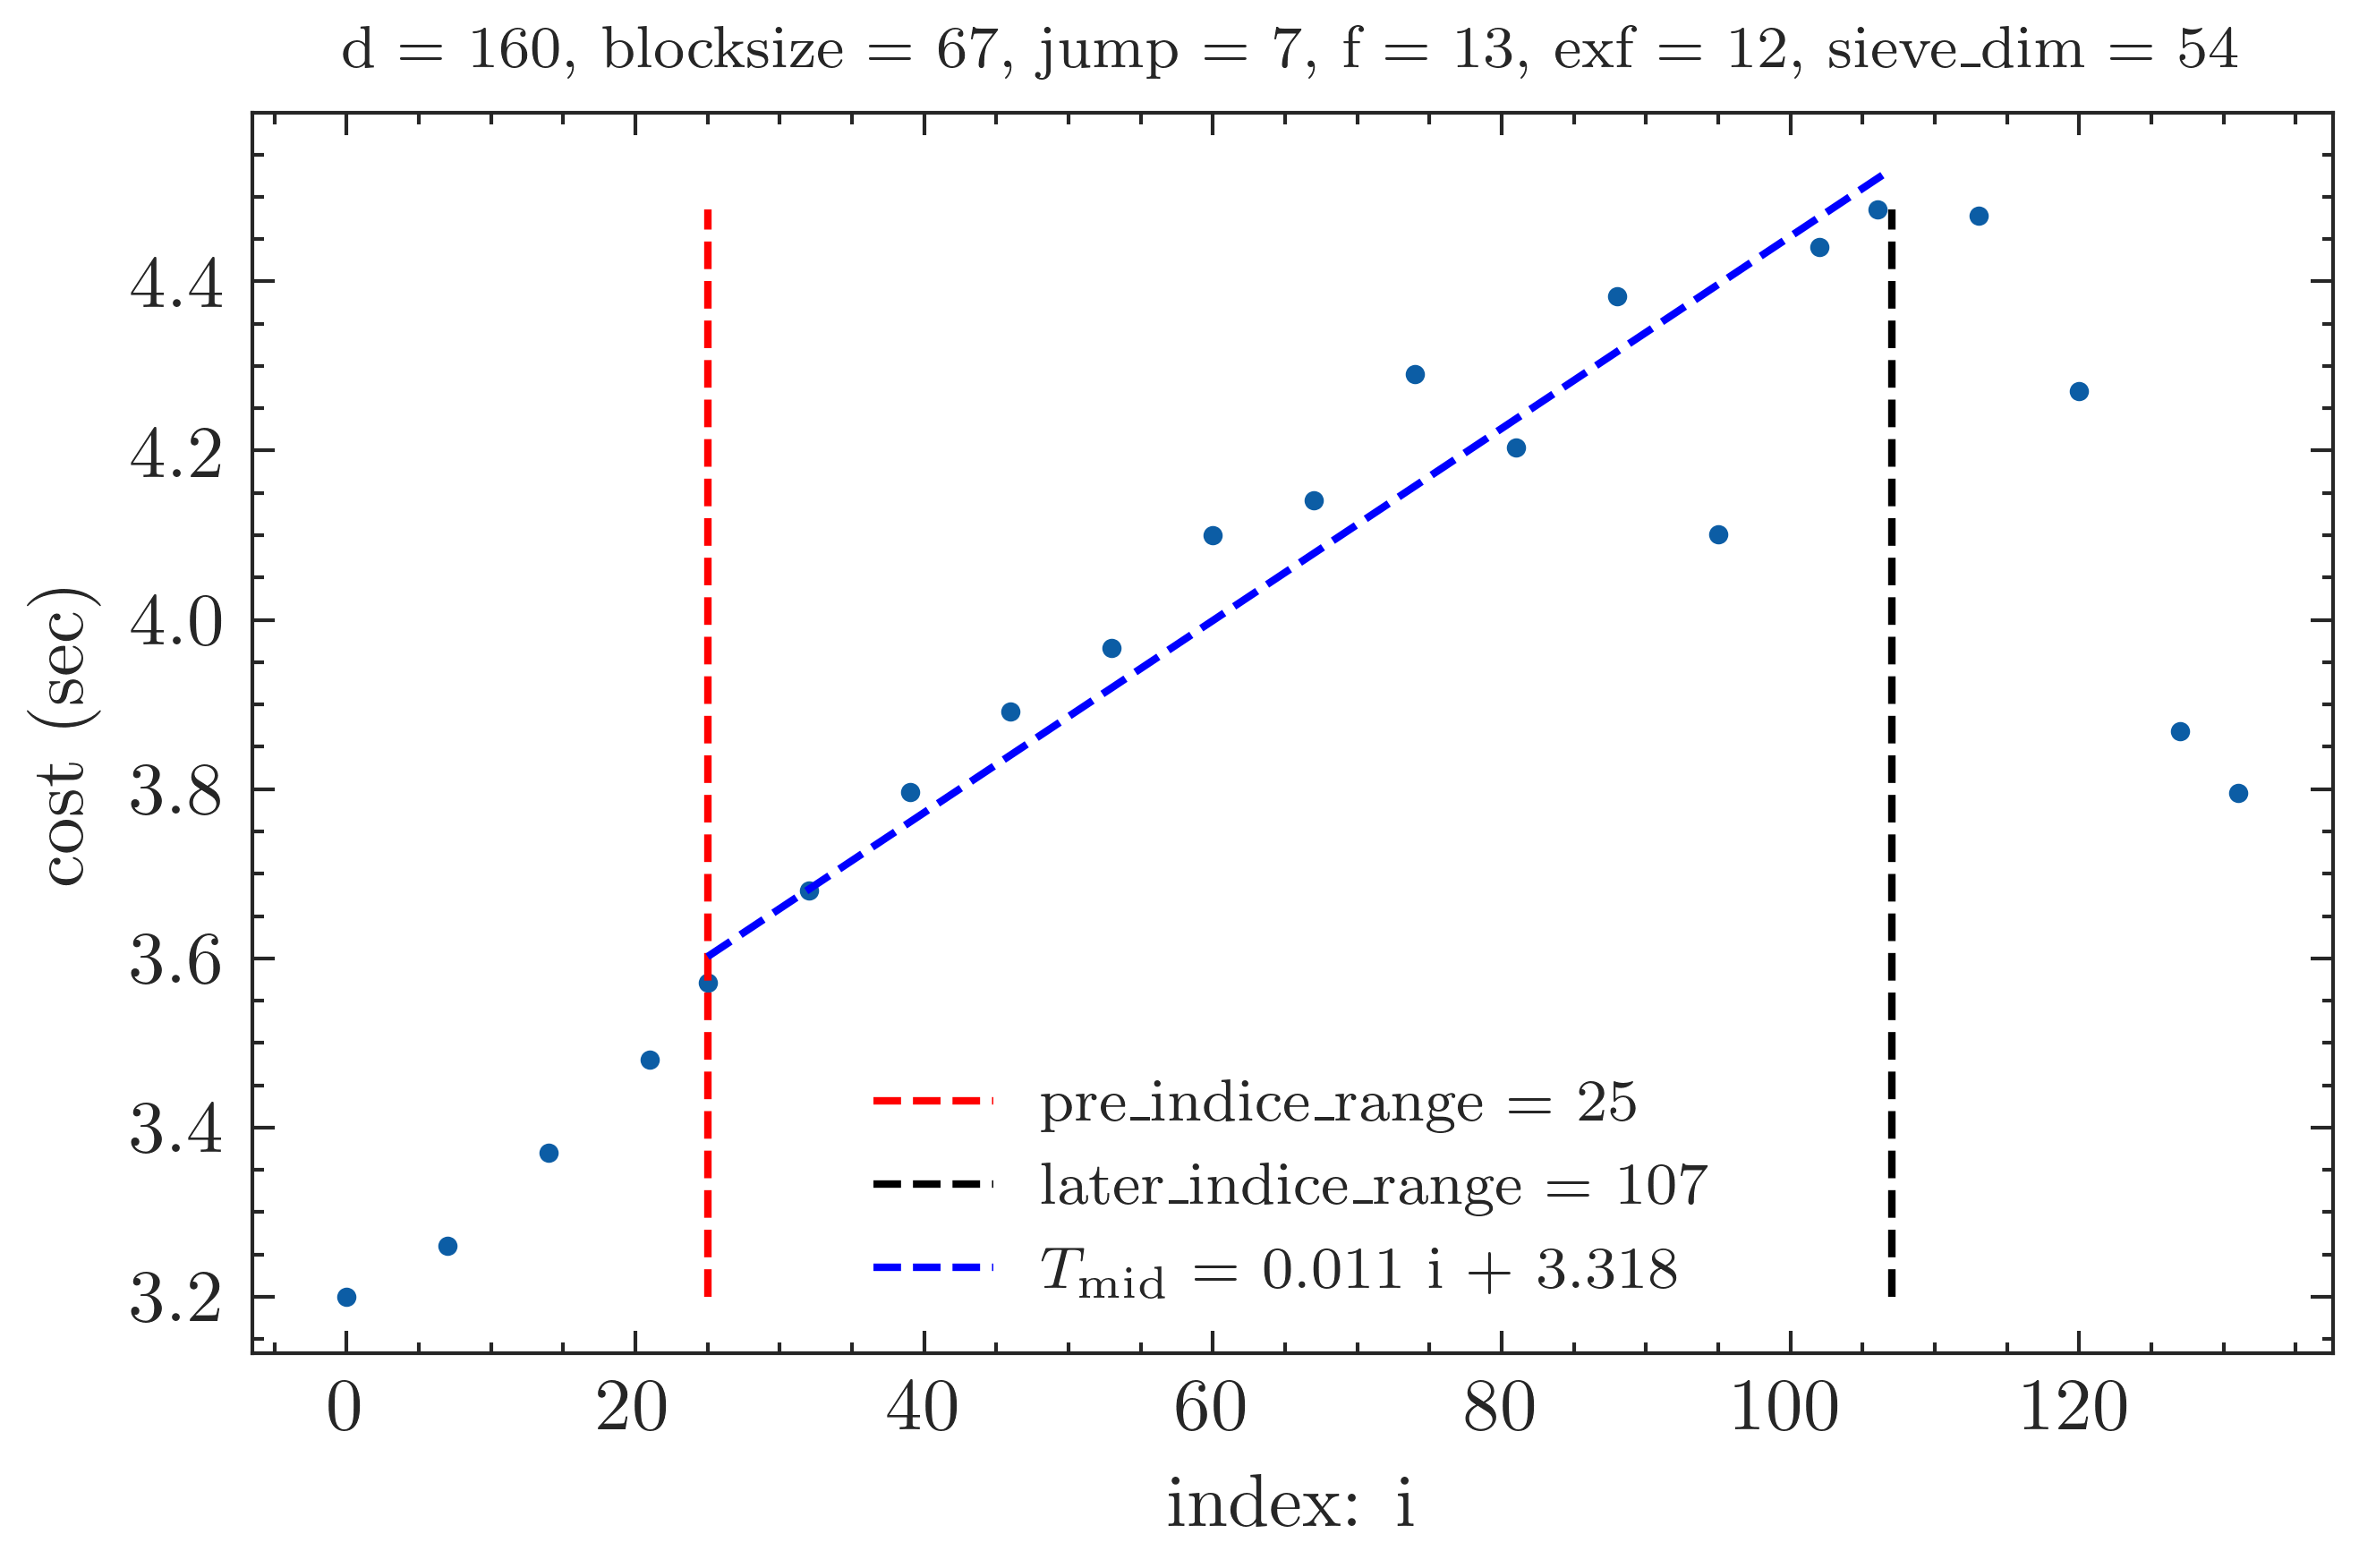 d = 160, blocksize = 67, jump = 7, f = 13, exf = 12, sieve_dim = 54
cost (sec)
4.4
4.2
4.0
3.8
3.6
3.4
3.2
pre_indice_range = 25
later_indice_range = 107
T_mid = 0.011 i + 3.318
0 20 40 60 80 100 120
index: i